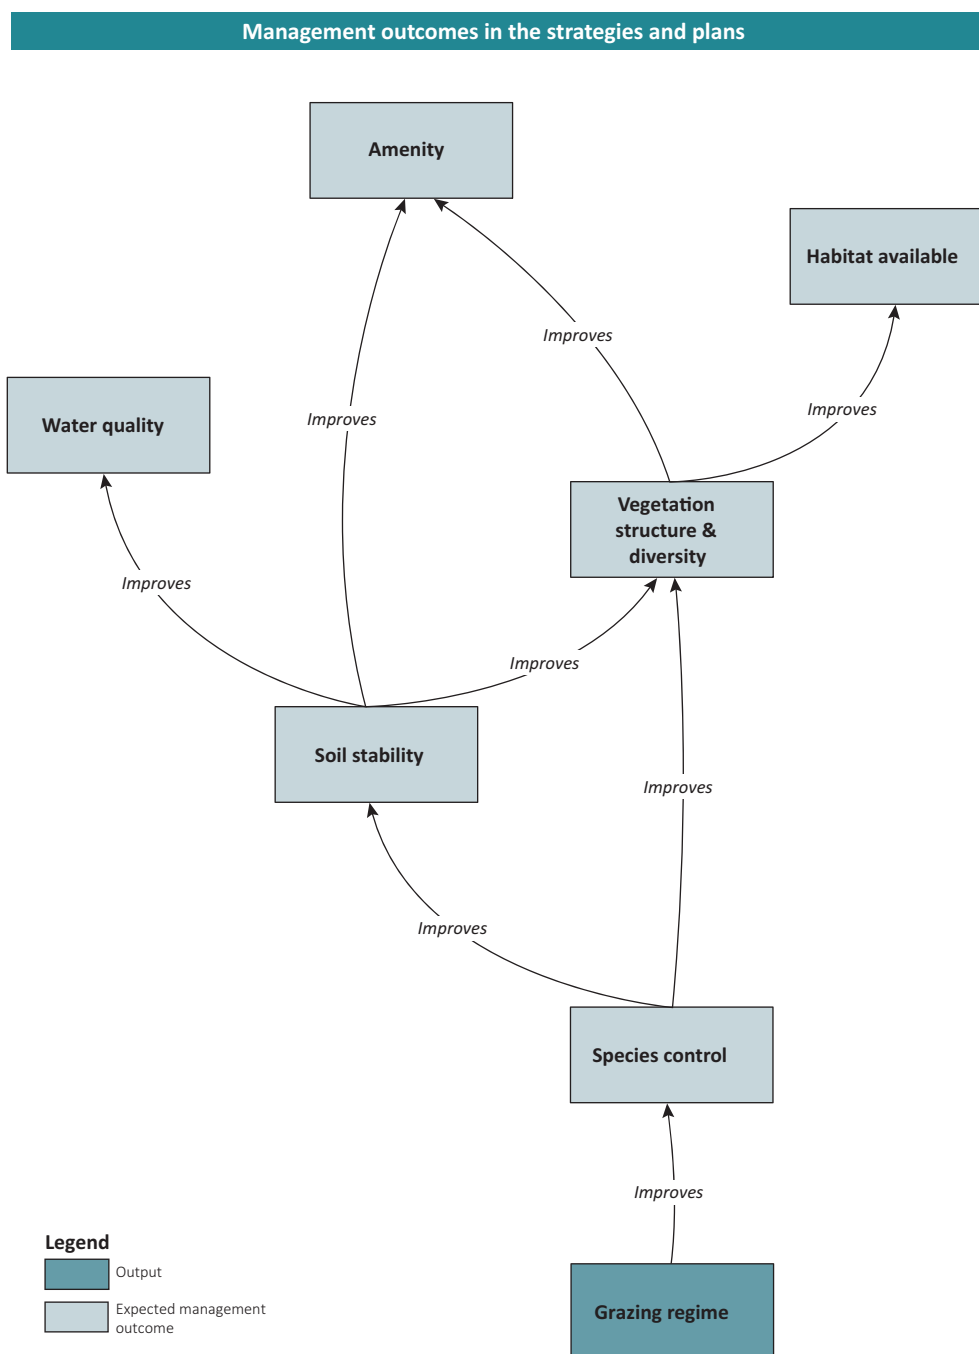 Management outcomes in the strategies and plans
Amenity
Habitat available
Improves
Improves
Improves
Water quality
Vegetation
structure &
diversity
Improves
Improves
Soil stability
Improves
Improves
Species control
Improves
Legend
Output
Expected management
outcome
Grazing regime